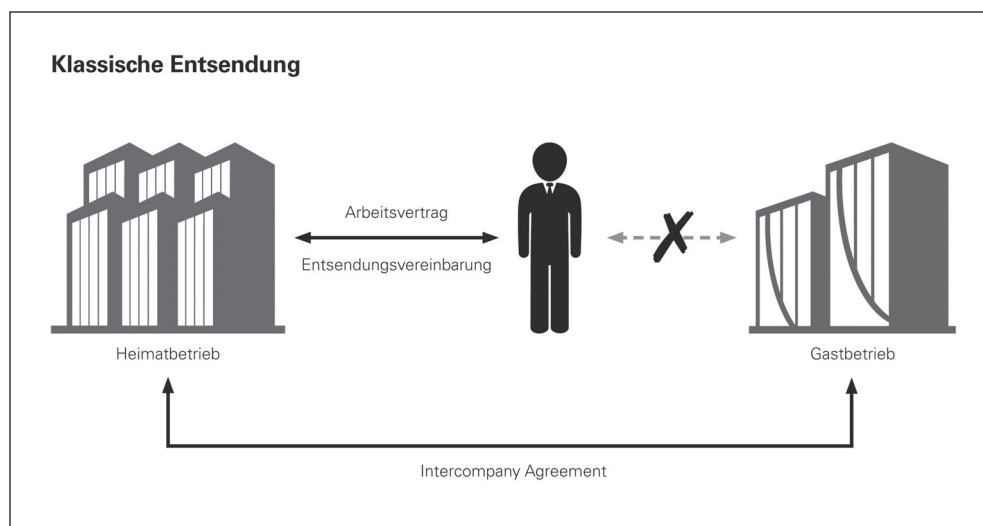 Klassische Entsendung
Arbeitsvertrag
Entsendungsvereinbarung
Heimatbetrieb
Gastbetrieb
Intercompany Agreement